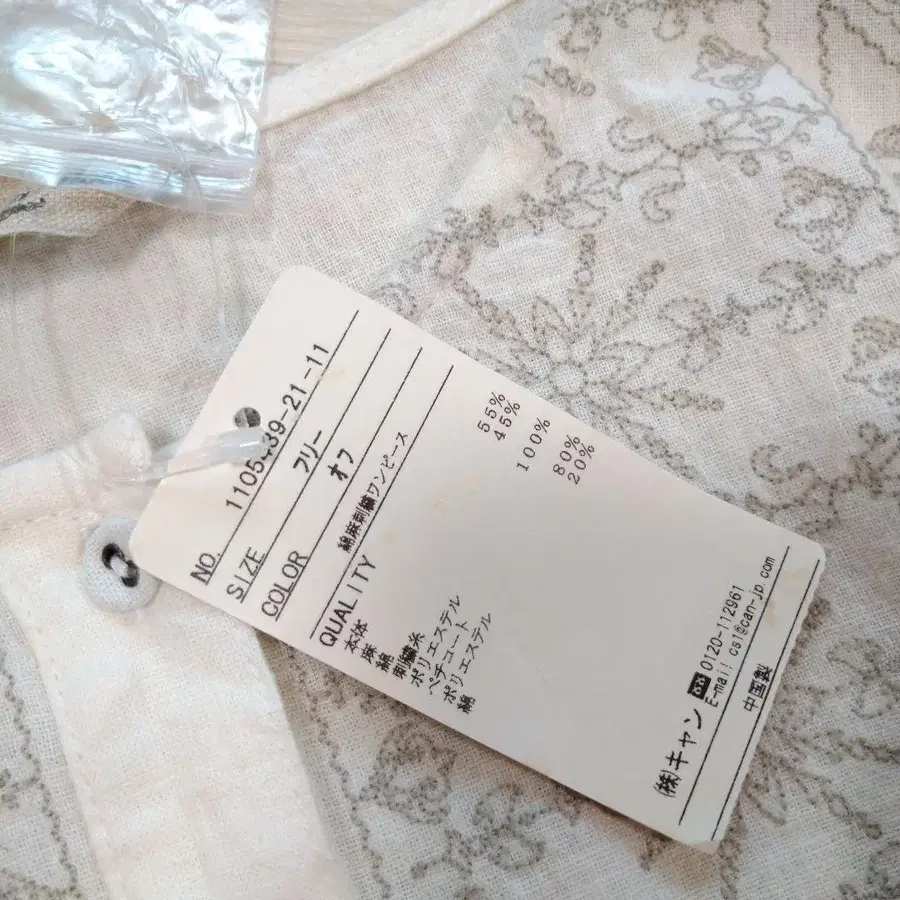 NO. 1105439-21-11
SIZE フリー
COLOR オフ
綿麻刺繍ワンピース
QUALITY
本体
麻 55%
綿 45%
刺繍糸
ポリエステル 100%
ペチコート
ポリエステル 80%
綿 20%
㈱キャン
0120-112961
E-mail cs1@can-jp.com
中国製